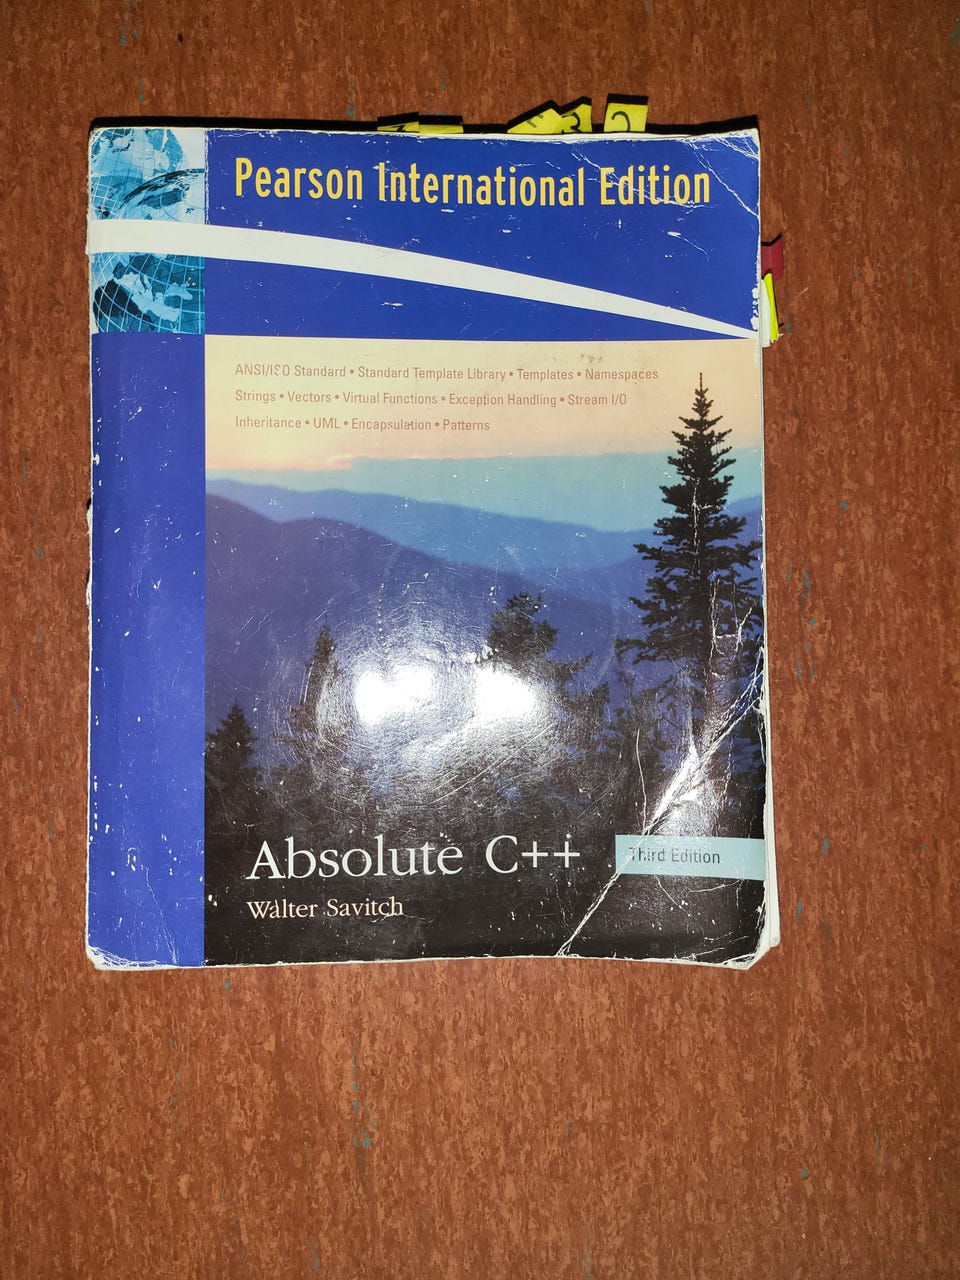 Pearson International Edition
ANSI/ISO Standard • Standard Template Library • Templates • Namespaces
Strings • Vectors • Virtual Functions • Exception Handling • Stream I/O
Inheritance • UML • Encapsulation • Patterns
Absolute C++
Third Edition
Walter Savitch